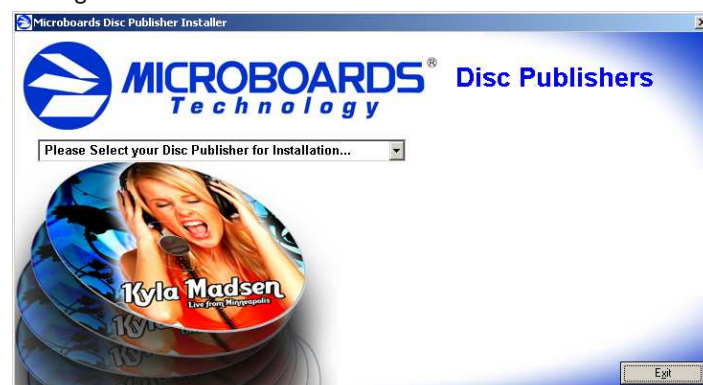 Microboards Disc Publisher Installer
MICROBOARDS®
Technology
Disc Publishers
Please Select your Disc Publisher for Installation...
Kyla Madsen
Live from Minneapolis
Exit